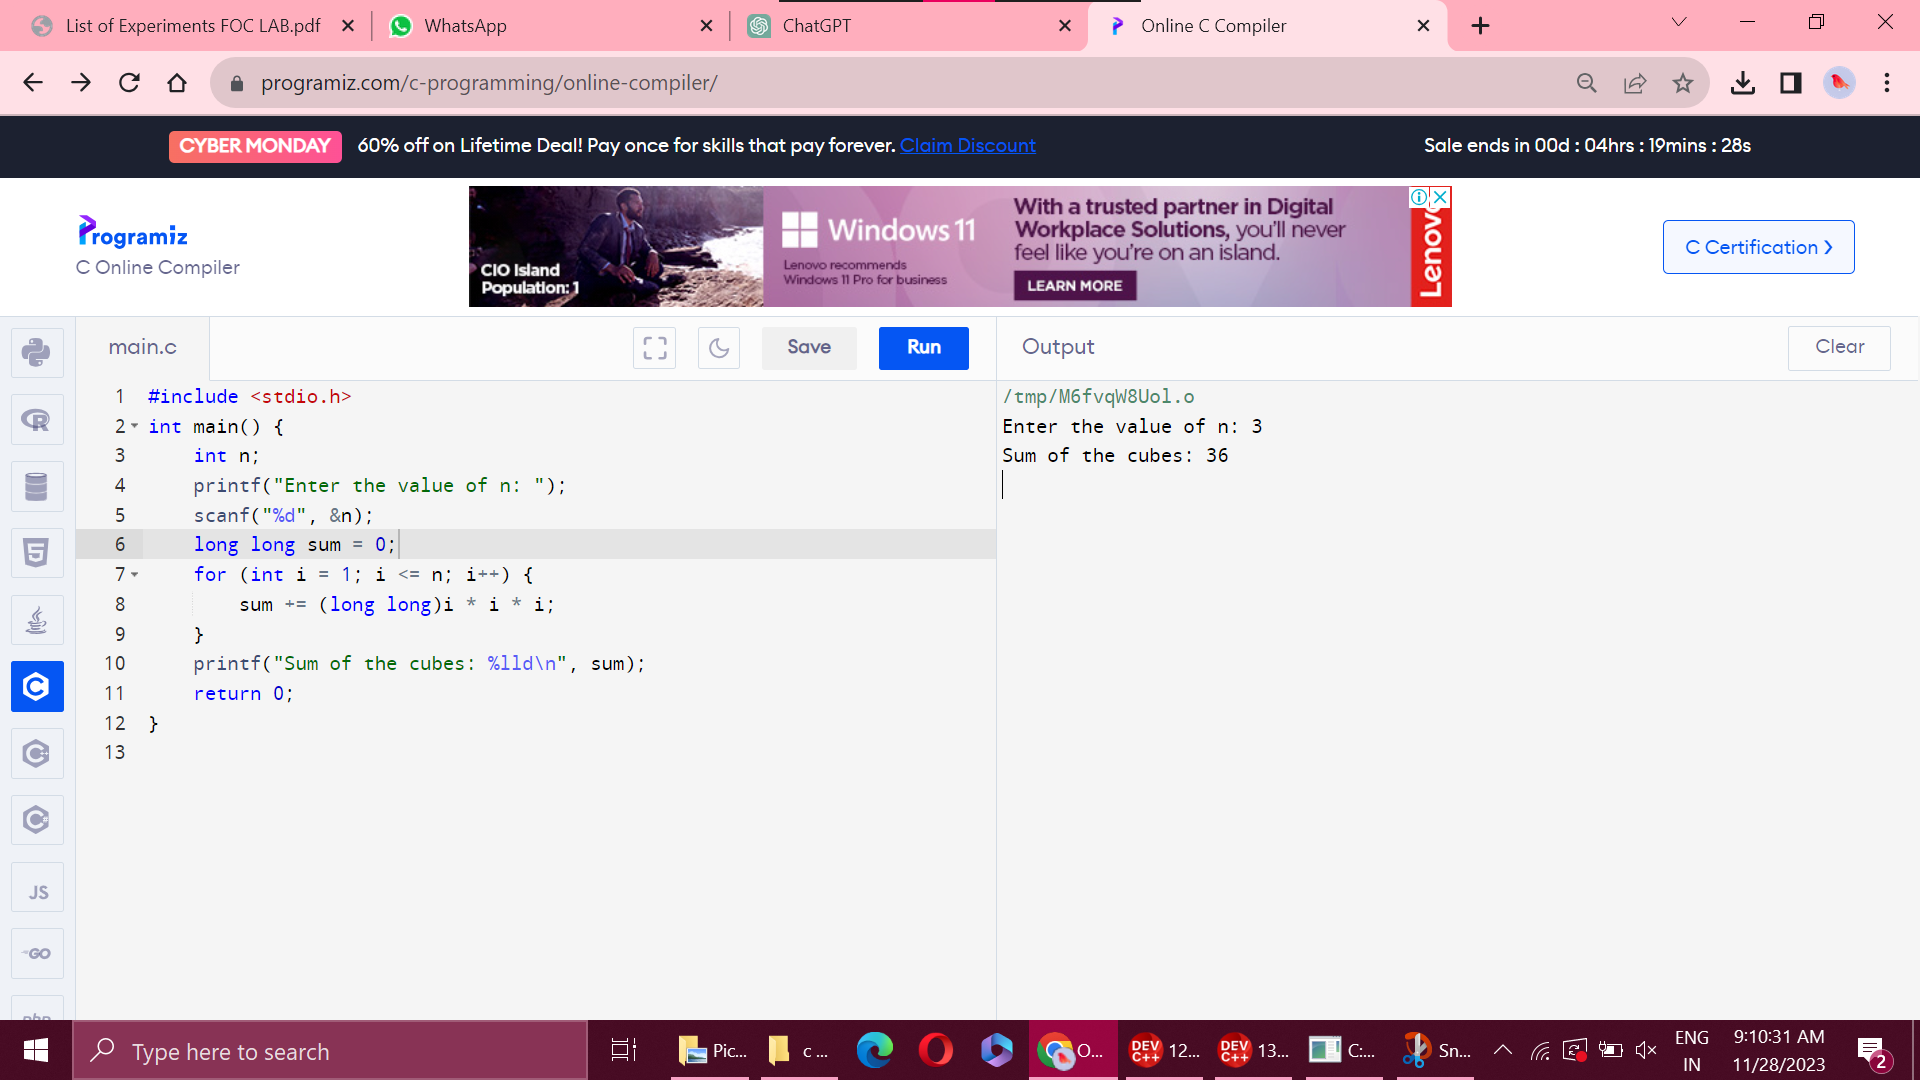 List of Experiments FOC LAB.pdf
WhatsApp
ChatGPT
Online C Compiler
programiz.com/c-programming/online-compiler/
CYBER MONDAY 60% off on Lifetime Deal! Pay once for skills that pay forever. Claim Discount
Sale ends in 00d : 04hrs : 19mins : 28s
Programiz
C Online Compiler
CIO Island
Population: 1
Windows 11
Lenovo recommends
Windows 11 Pro for business
With a trusted partner in Digital
Workplace Solutions, you'll never
feel like you're on an island.
LEARN MORE
Lenovo
C Certification
main.c
Save
Run
Output
Clear
1 #include <stdio.h>
2 int main() {
3     int n;
4     printf("Enter the value of n: ");
5     scanf("%d", &n);
6     long long sum = 0;
7     for (int i = 1; i <= n; i++) {
8         sum += (long long)i * i * i;
9     }
10     printf("Sum of the cubes: %lld\n", sum);
11     return 0;
12 }
13
/tmp/M6fvqW8Uol.o
Enter the value of n: 3
Sum of the cubes: 36
R
5
C
C++
C#
JS
GO
php
Type here to search
Pic...
c ...
O...
DEV
C++
12...
DEV
C++
13...
C:...
Sn...
ENG
IN
9:10:31 AM
11/28/2023
2